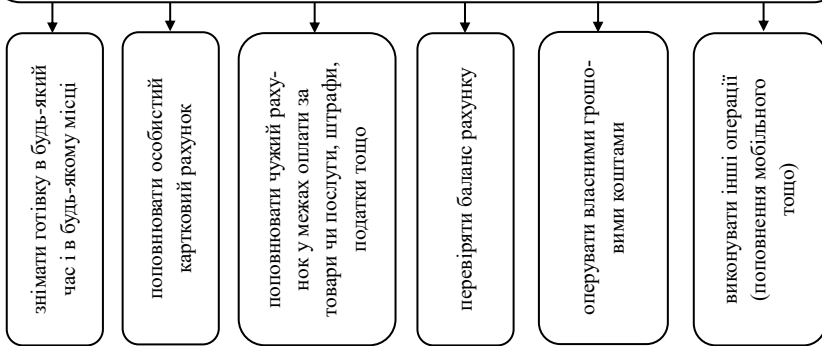 знімати готівку в будь-який
час і в будь-якому місці
поповнювати особистий
картковий рахунок
поповнювати чужий раху-
нок у межах оплати за
товари чи послуги, штрафи,
податки тощо
перевіряти баланс рахунку
оперувати власними грошо-
вими коштами
виконувати інші операції
(поповнення мобільного
тощо)